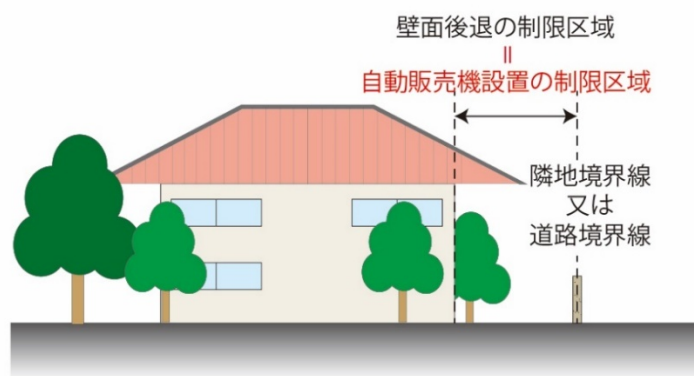 壁面後退の制限区域
=
自動販売機設置の制限区域
隣地境界線
又は
道路境界線